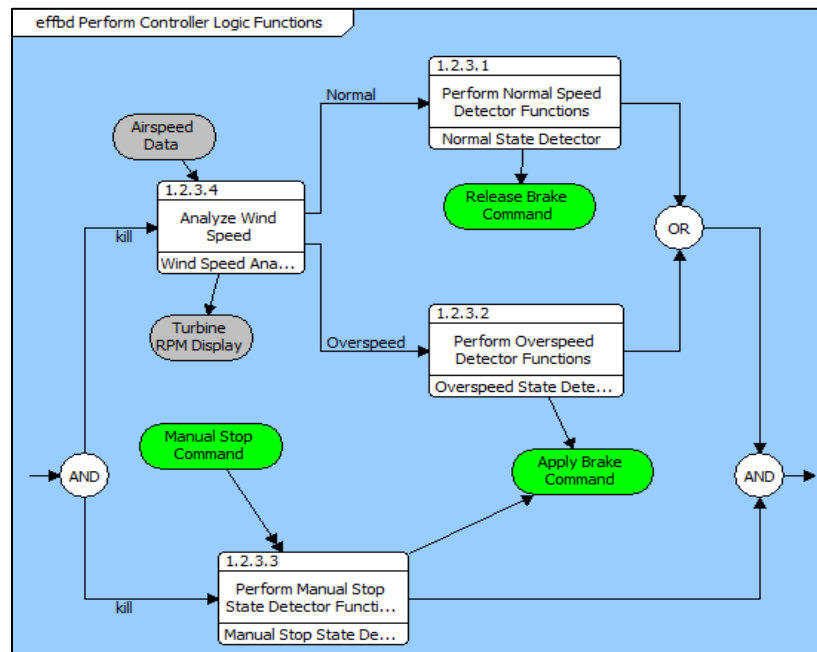 effbd Perform Controller Logic Functions
1.2.3.1
Perform Normal Speed
Detector Functions
Normal State Detector
Normal
Airspeed
Data
1.2.3.4
Analyze Wind
Speed
Wind Speed Ana...
kill
Release Brake
Command
OR
Turbine
RPM Display
Overspeed
1.2.3.2
Perform Overspeed
Detector Functions
Overspeed State Dete...
Manual Stop
Command
AND
Apply Brake
Command
AND
1.2.3.3
Perform Manual Stop
State Detector Functi...
Manual Stop State De...
kill